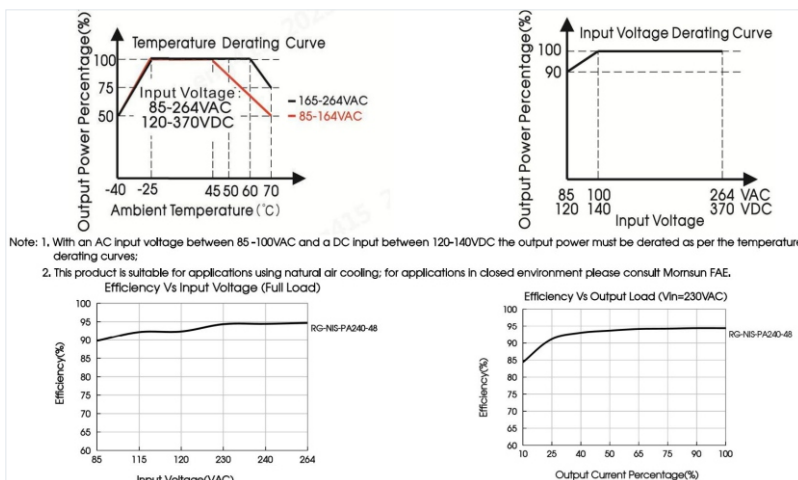 Temperature Derating Curve
Output Power Percentage(%)
100
75
50
Input Voltage:
85-264VAC
120-370VDC
165-264VAC
85-164VAC
-40 -25 45 50 60 70
Ambient Temperature (℃)
Input Voltage Derating Curve
Output Power Percentage(%)
100
90
85 100 264 VAC
120 140 370 VDC
Input Voltage
Note: 1. With an AC input voltage between 85 -100VAC and a DC input between 120-140VDC the output power must be derated as per the temperature
derating curves;
2. This product is suitable for applications using natural air cooling; for applications in closed environment please consult Mornsun FAE.
Efficiency Vs Input Voltage (Full Load)
Efficiency(%)
100
95
90
85
80
75
70
65
60
RG-NIS-PA240-48
85 115 120 230 240 264
Input Voltage(VAC)
Efficiency Vs Output Load (Vin=230VAC)
Efficiency(%)
100
95
90
85
80
75
70
65
60
RG-NIS-PA240-48
10 25 40 50 65 75 90 100
Output Current Percentage(%)